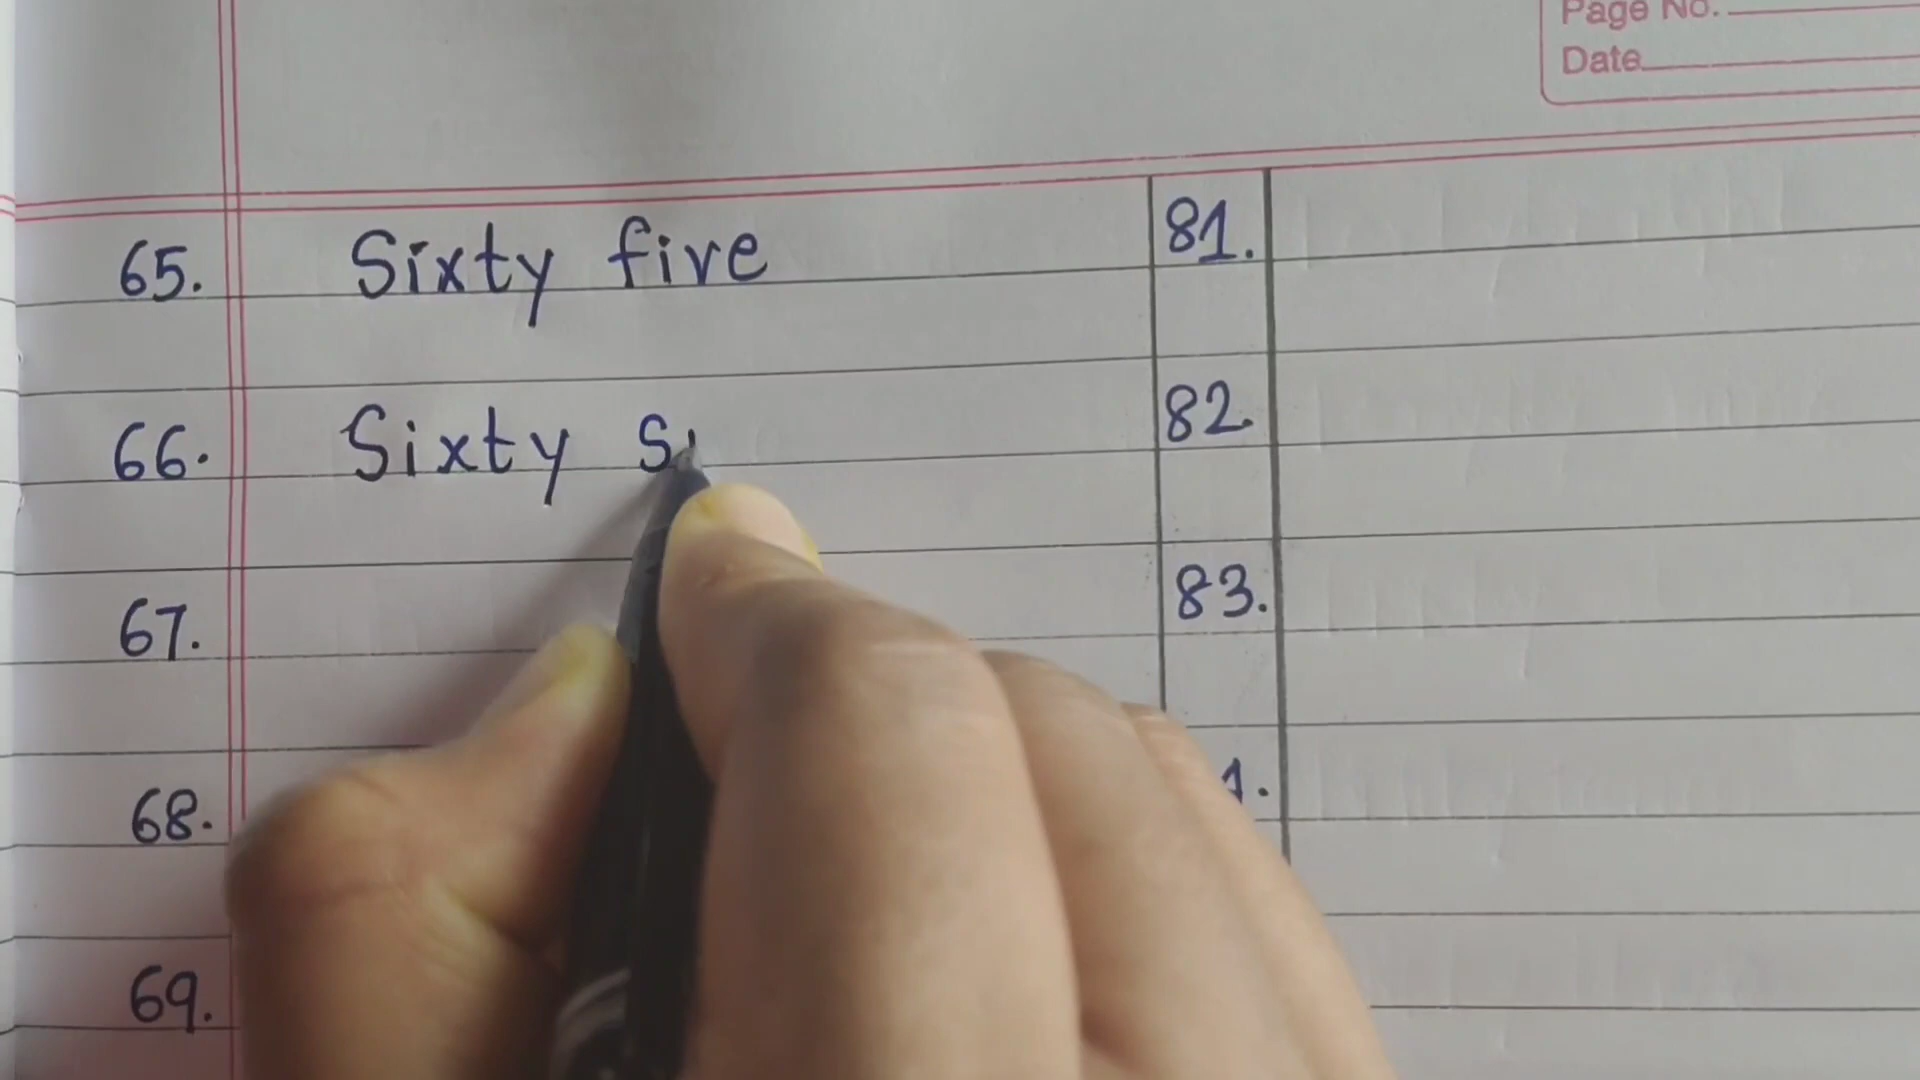 Page No.
Date
65. Sixty five
66. Sixty
67.
68.
69.
81.
82.
83.